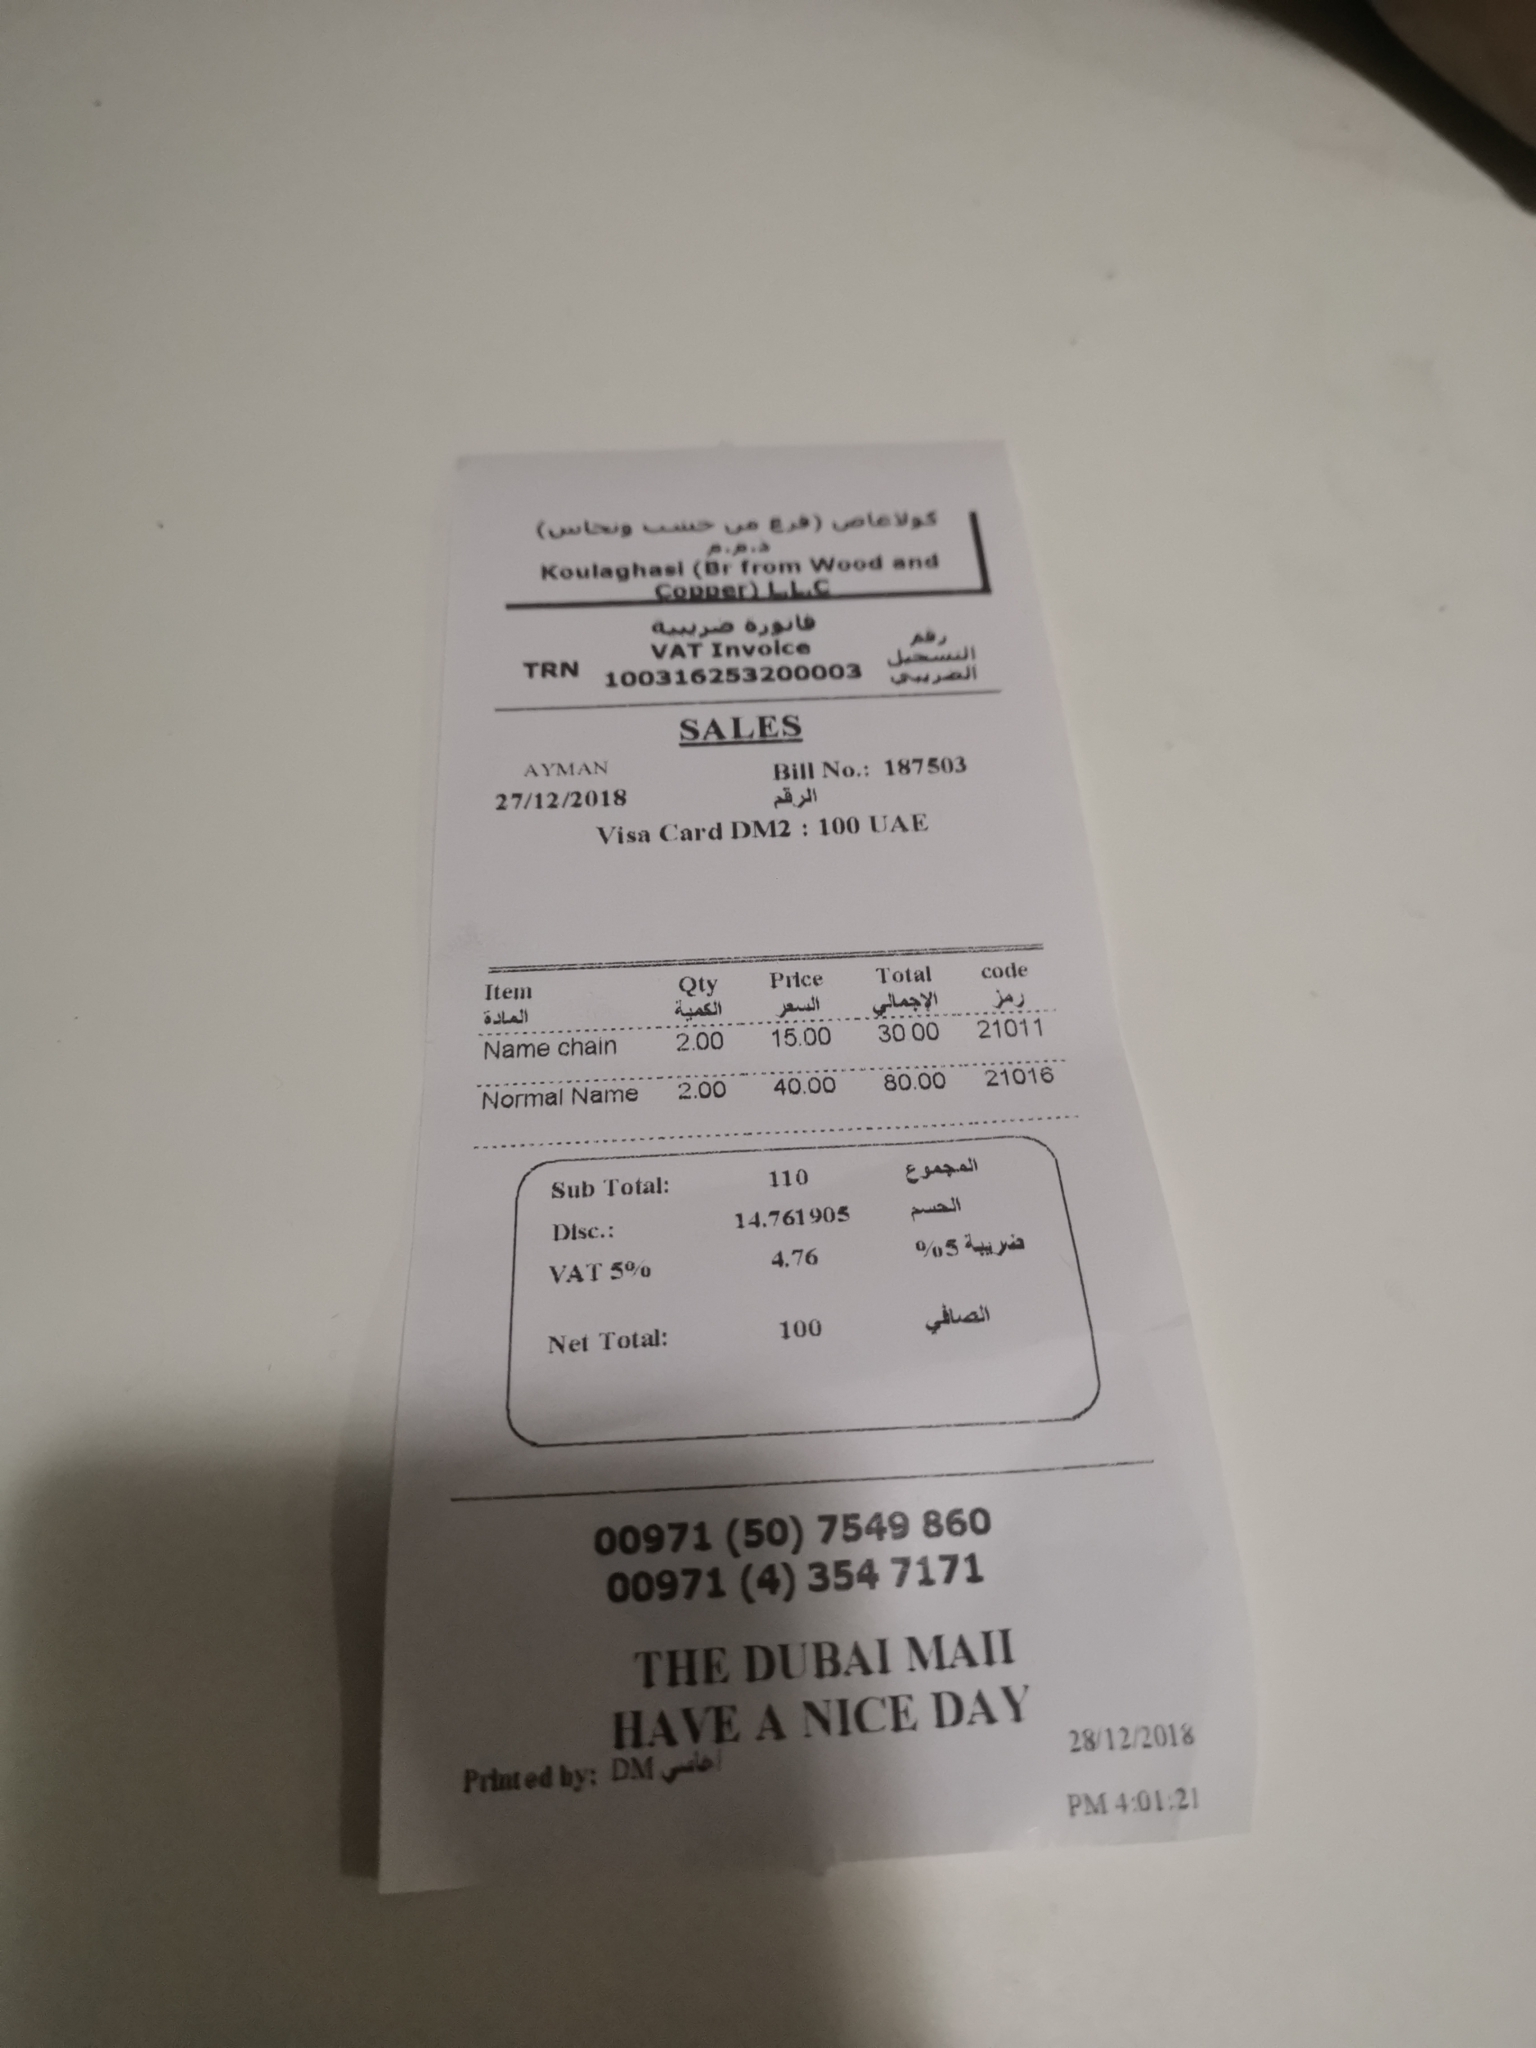 كولاغاصي (فرع من خشب ونحاس)
ذ.م.م
Koulaghasi (Br from Wood and
Copper) L.L.C
فاتورة ضريبية
VAT Invoice
TRN 100316253200003 رقم التسجيل الضريبي
SALES
AYMAN Bill No.: 187503
27/12/2018 الرقم
Visa Card DM2 : 100 UAE
Item Qty Price Total code
المادة الكمية السعر الإجمالي رمز
Name chain 2.00 15.00 30.00 21011
Normal Name 2.00 40.00 80.00 21016
Sub Total: 110 المجموع
Disc.: 14.761905 الحسم
VAT 5% 4.76 ضريبة 5%
Net Total: 100 الصافي
00971 (50) 7549 860
00971 (4) 354 7171
THE DUBAI MAll
HAVE A NICE DAY
28/12/2018
Printed by: DM
PM 4:01:21